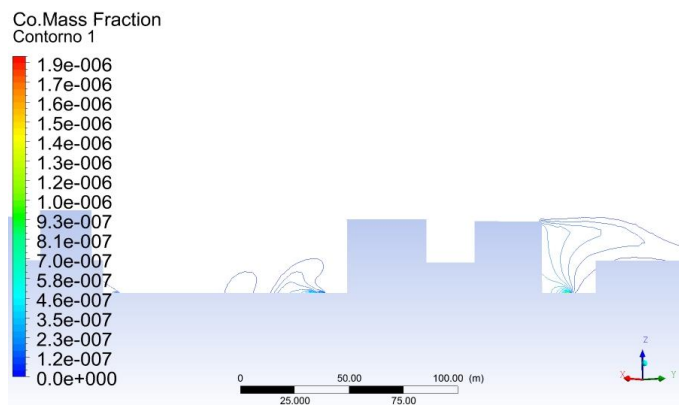 Co.Mass Fraction
Contorno 1
1.9e-006
1.7e-006
1.6e-006
1.5e-006
1.4e-006
1.3e-006
1.2e-006
1.0e-006
9.3e-007
8.1e-007
7.0e-007
5.8e-007
4.6e-007
3.5e-007
2.3e-007
1.2e-007
0.0e+000
0 50.00 100.00 (m)
25.000 75.00
Z
X Y